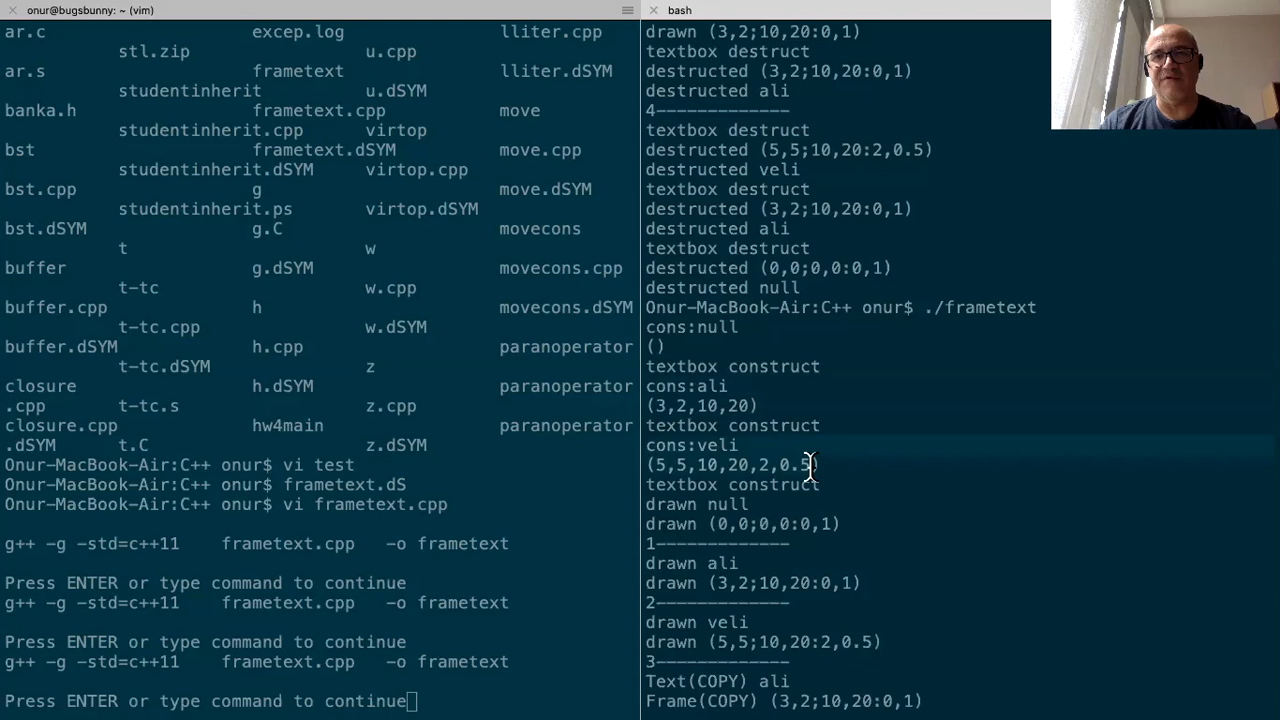 onur@bugsbunny: ~ (vim)
ar.c excep.log lliter.cpp
stl.zip u.cpp
ar.s frametext lliter.dSYM
studentinherit u.dSYM
banka.h frametext.cpp move
studentinherit.cpp virtop
bst frametext.dSYM move.cpp
studentinherit.dSYM virtop.cpp
bst.cpp g move.dSYM
studentinherit.ps virtop.dSYM
bst.dSYM g.C movecons
t w
buffer g.dSYM movecons.cpp
t-tc w.cpp
buffer.cpp h movecons.dSYM
t-tc.cpp w.dSYM
buffer.dSYM h.cpp paranoperator
t-tc.dSYM z
closure h.dSYM paranoperator
.cpp t-tc.s z.cpp
closure.cpp hw4main paranoperator
.dSYM t.C z.dSYM
Onur-MacBook-Air:C++ onur$ vi test
Onur-MacBook-Air:C++ onur$ frametext.dS
Onur-MacBook-Air:C++ onur$ vi frametext.cpp
g++ -g -std=c++11 frametext.cpp -o frametext
Press ENTER or type command to continue
g++ -g -std=c++11 frametext.cpp -o frametext
Press ENTER or type command to continue
g++ -g -std=c++11 frametext.cpp -o frametext
Press ENTER or type command to continue
bash
drawn (3,2;10,20:0,1)
textbox destruct
destructed (3,2;10,20:0,1)
destructed ali
4-------------
textbox destruct
destructed (5,5;10,20:2,0.5)
destructed veli
textbox destruct
destructed (3,2;10,20:0,1)
destructed ali
textbox destruct
destructed (0,0;0,0:0,1)
destructed null
Onur-MacBook-Air:C++ onur$ ./frametext
cons:null
()
textbox construct
cons:ali
(3,2,10,20)
textbox construct
cons:veli
(5,5,10,20,2,0.5)
textbox construct
drawn null
drawn (0,0;0,0:0,1)
1-------------
drawn ali
drawn (3,2;10,20:0,1)
2-------------
drawn veli
drawn (5,5;10,20:2,0.5)
3-------------
Text(COPY) ali
Frame(COPY) (3,2;10,20:0,1)